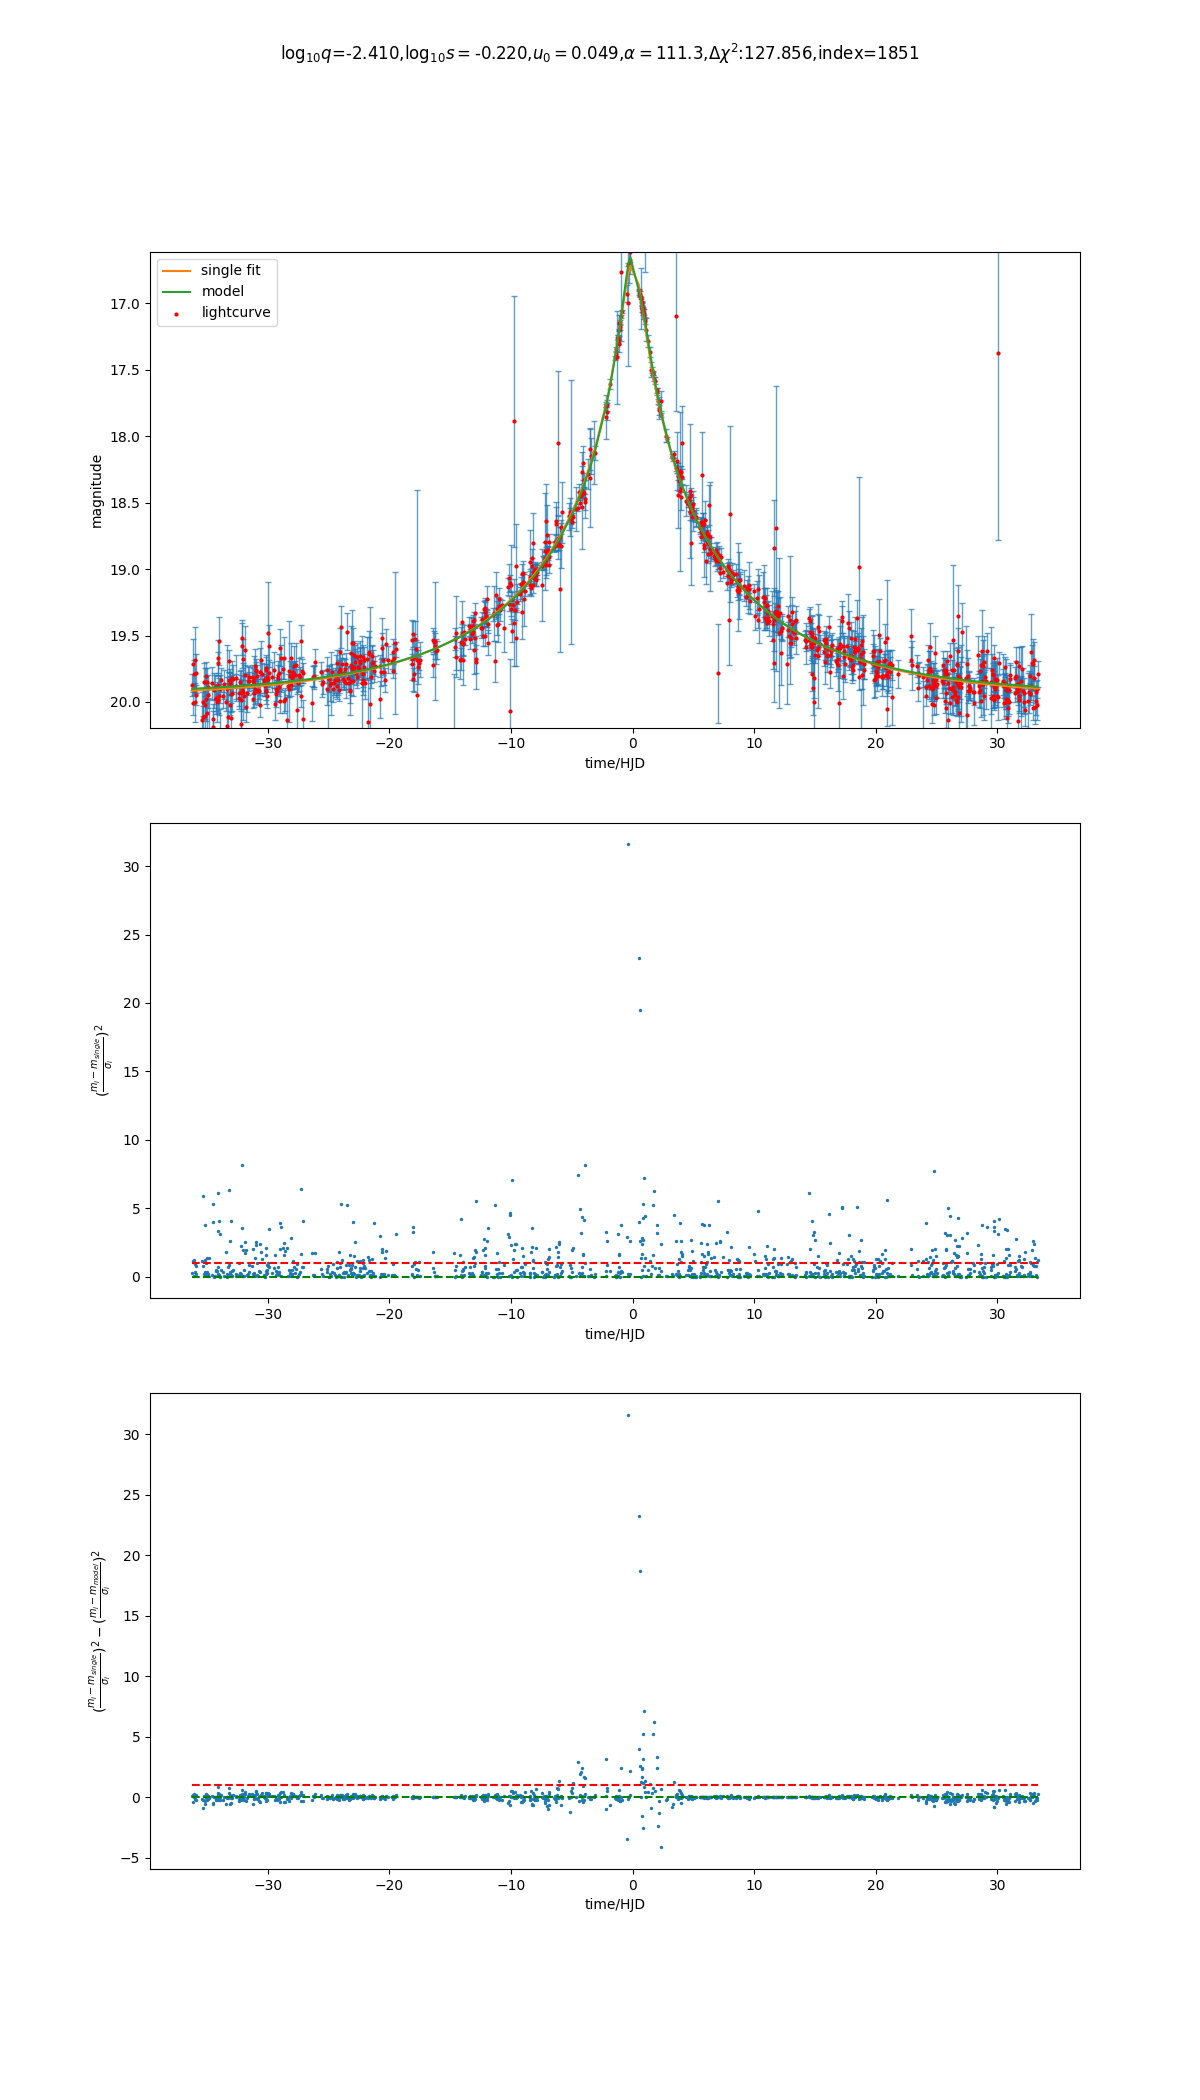 log₁₀q=-2.410,log₁₀s = -0.220,u₀ = 0.049,α = 111.3,Δχ²:127.856,index=1851
single fit
model
lightcurve
magnitude
17.0
17.5
18.0
18.5
19.0
19.5
20.0
−30 −20 −10 0 10 20 30
time/HJD
(mᵢ − m_single / σᵢ)²
30
25
20
15
10
5
0
−30 −20 −10 0 10 20 30
time/HJD
(mᵢ − m_single / σᵢ)² − (mᵢ − m_model / σᵢ)²
30
25
20
15
10
5
0
−5
−30 −20 −10 0 10 20 30
time/HJD